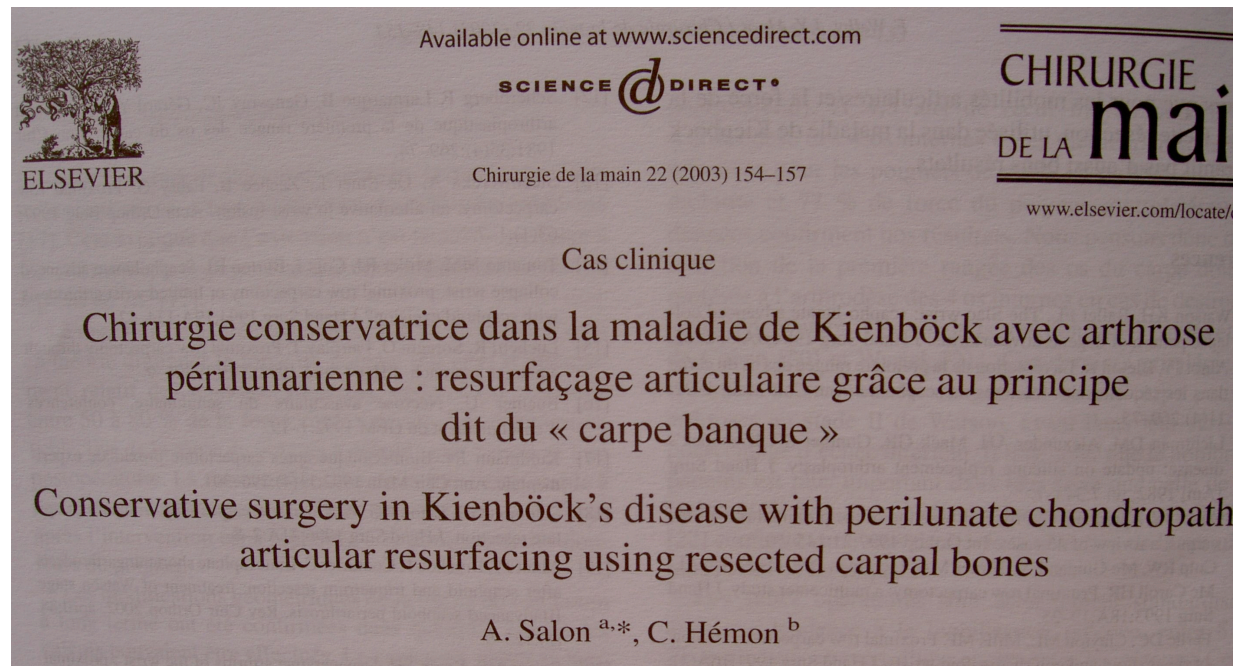 Available online at www.sciencedirect.com
SCIENCE @ DIRECT®
ELSEVIER
CHIRURGIE
DE LA mai
Chirurgie de la main 22 (2003) 154–157
www.elsevier.com/locate/
Cas clinique
Chirurgie conservatrice dans la maladie de Kienböck avec arthrose
périlunarienne : resurfaçage articulaire grâce au principe
dit du « carpe banque »
Conservative surgery in Kienböck's disease with perilunate chondropath
articular resurfacing using resected carpal bones
A. Salon a,*, C. Hémon b